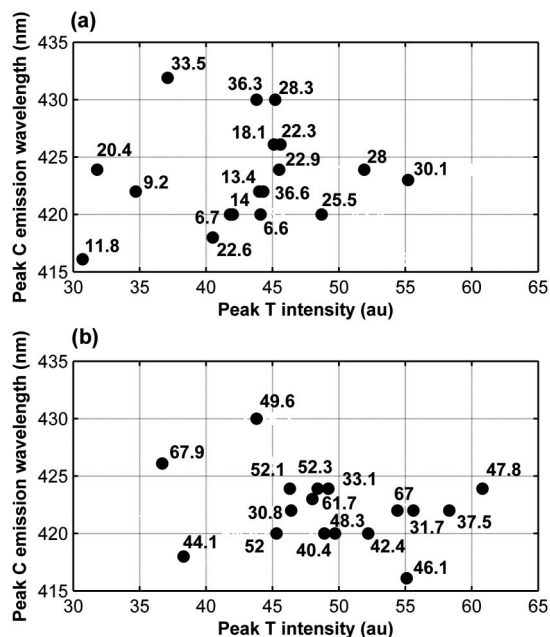 (a)
Peak C emission wavelength (nm)
435
430
425
420
415
33.5
36.3 28.3
18.1 22.3
20.4 22.9 28 30.1
9.2 13.4 36.6
6.7 14 6.6 25.5
11.8 22.6
30 35 40 45 50 55 60 65
Peak T intensity (au)
(b)
Peak C emission wavelength (nm)
435
430
425
420
415
49.6
67.9
52.1 52.3 33.1 47.8
30.8 61.7 67 31.7 37.5
52 40.4 48.3 42.4
44.1 46.1
30 35 40 45 50 55 60 65
Peak T intensity (au)